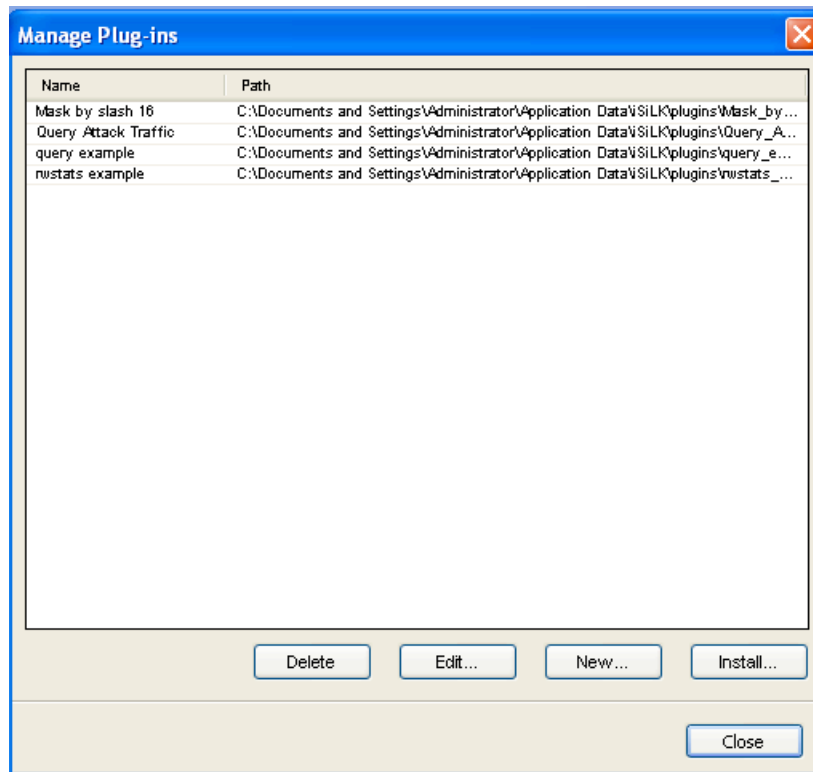 Manage Plug-ins
Name Path
Mask by slash 16 C:\Documents and Settings\Administrator\Application Data\iSiLK\plugins\Mask_by...
Query Attack Traffic C:\Documents and Settings\Administrator\Application Data\iSiLK\plugins\Query_A...
query example C:\Documents and Settings\Administrator\Application Data\iSiLK\plugins\query_e...
rwstats example C:\Documents and Settings\Administrator\Application Data\iSiLK\plugins\rwstats_...
Delete Edit... New... Install...
Close